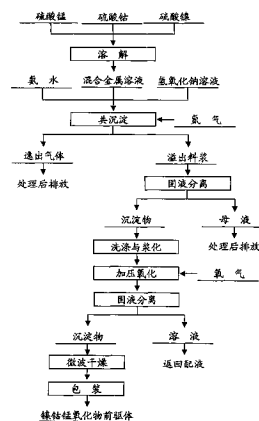 硫酸锰 硫酸钴 硫酸镍
溶解
氨水 混合金属溶液 氢氧化钠溶液
共沉淀 氮气
逸出气体 溢出料浆
处理后排放 固液分离
沉淀物 母液
洗涤与浆化 处理后排放
加压氧化 氧气
固液分离
沉淀物 溶液
微波干燥 返回配液
包装
镍钴锰氧化物前驱体